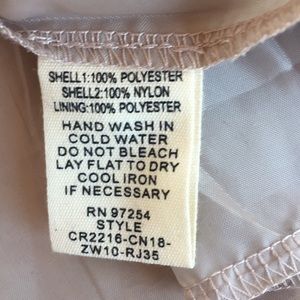 SHELL1:100% POLYESTER
SHELL2:100% NYLON
LINING:100% POLYESTER
HAND WASH IN
COLD WATER
DO NOT BLEACH
LAY FLAT TO DRY
COOL IRON
IF NECESSARY
RN 97254
STYLE
CR2216-CN18-
ZW10-RJ35